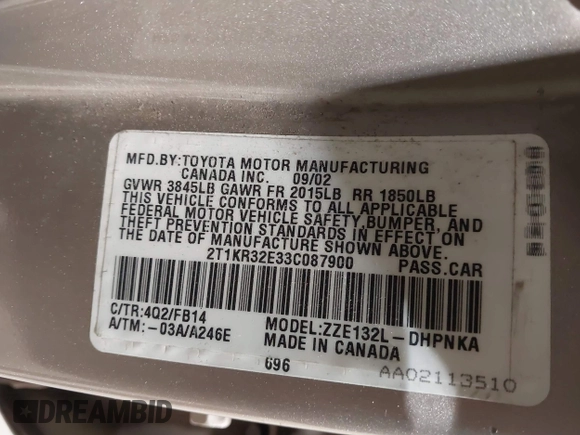 MFD.BY:TOYOTA MOTOR MANUFACTURING
CANADA INC. 09/02
GVWR 3845LB GAWR FR 2015LB RR 1850LB
THIS VEHICLE CONFORMS TO ALL APPLICABLE
FEDERAL MOTOR VEHICLE SAFETY,BUMPER, AND
THEFT PREVENTION STANDARDS IN EFFECT ON
THE DATE OF MANUFACTURE SHOWN ABOVE.
2T1KR32E33C087900 PASS.CAR
C/TR:4Q2/FB14 MODEL:ZZE132L-DHPNKA
A/TM:-03A/A246E MADE IN CANADA
696 AA02113510
DREAMBID